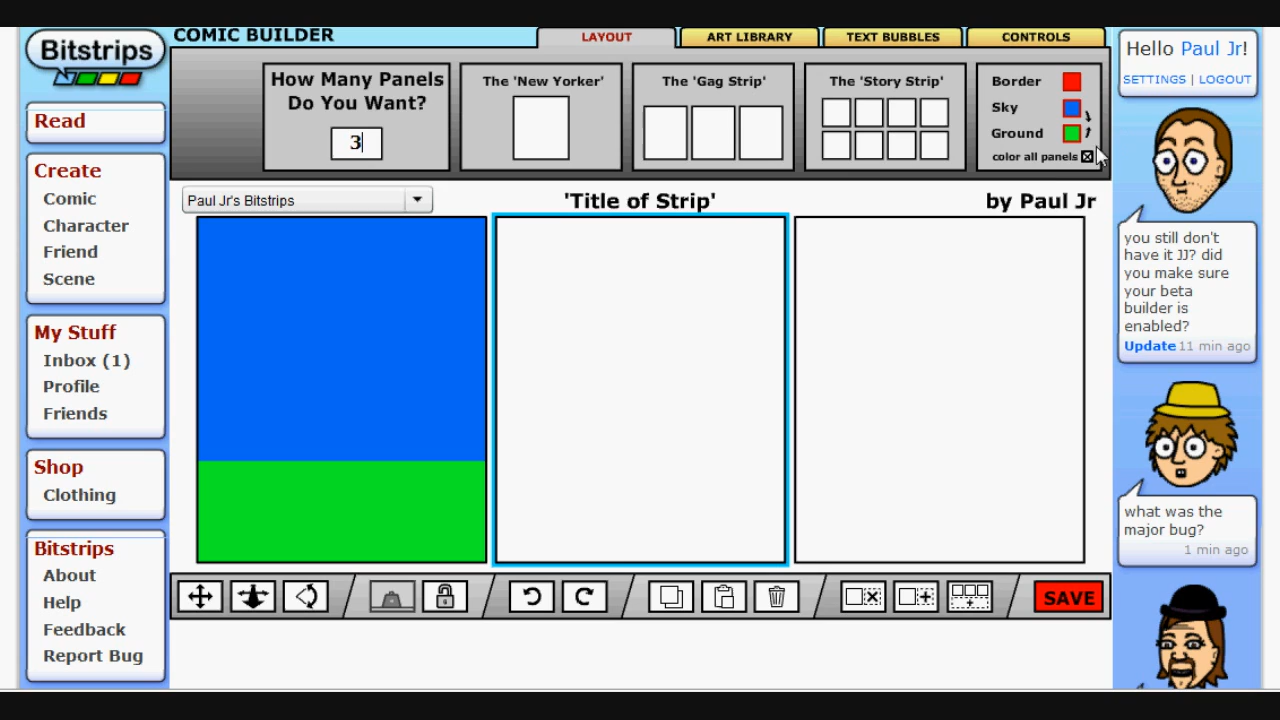 Bitstrips
Read
Create
Comic
Character
Friend
Scene
My Stuff
Inbox (1)
Profile
Friends
Shop
Clothing
Bitstrips
About
Help
Feedback
Report Bug
COMIC BUILDER
LAYOUT
ART LIBRARY
TEXT BUBBLES
CONTROLS
How Many Panels
Do You Want?
3
The 'New Yorker'
The 'Gag Strip'
The 'Story Strip'
Border
Sky
Ground
color all panels
Paul Jr's Bitstrips
'Title of Strip'
by Paul Jr
SAVE
Hello Paul Jr!
SETTINGS | LOGOUT
you still don't
have it JJ? did
you make sure
your beta
builder is
enabled?
Update 11 min ago
what was the
major bug?
1 min ago